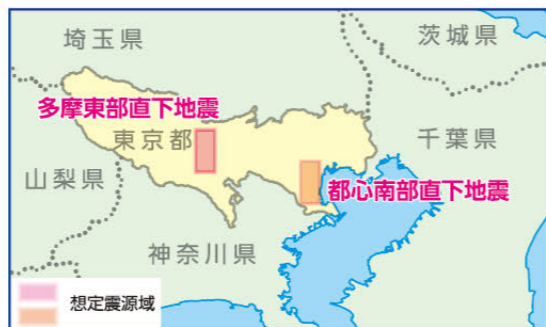 埼玉県
茨城県
多摩東部直下地震
東京都
千葉県
山梨県
都心南部直下地震
神奈川県
想定震源域